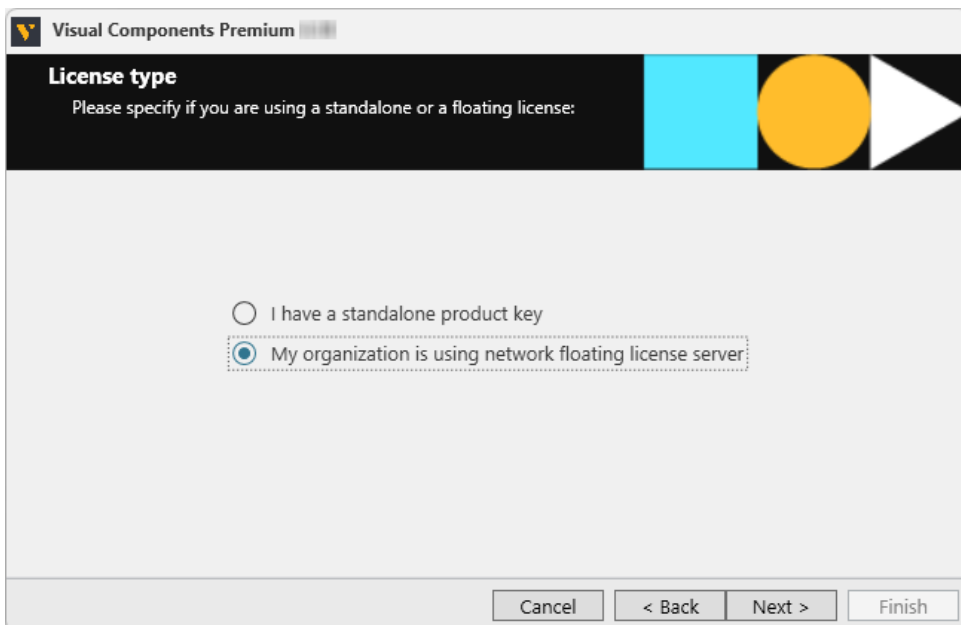 Visual Components Premium
License type
Please specify if you are using a standalone or a floating license:
I have a standalone product key
My organization is using network floating license server
Cancel
< Back
Next >
Finish